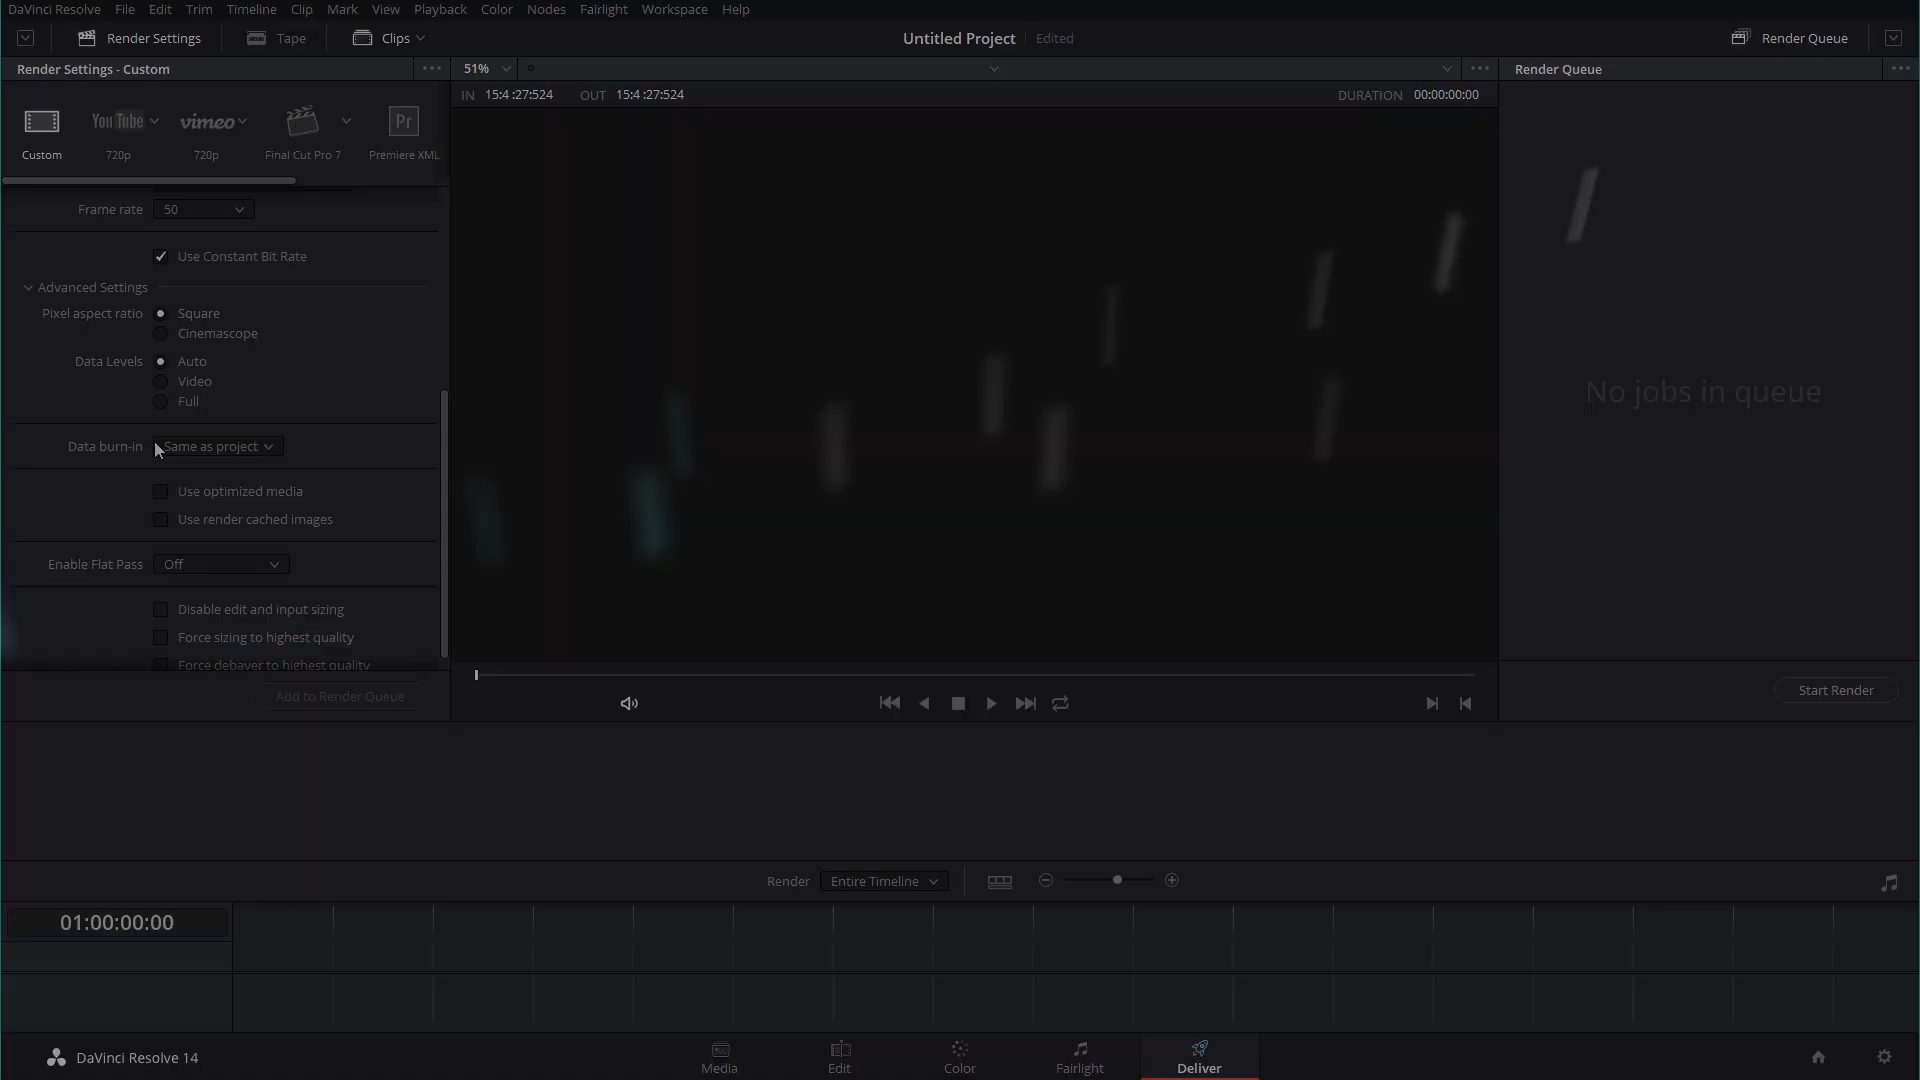 DaVinci Resolve File Edit Trim Timeline Clip Mark View Playback Color Nodes Fairlight Workspace Help
Render Settings Tape Clips Untitled Project Edited Render Queue
Render Settings - Custom 51% Render Queue
IN 15:4 :27:524 OUT 15:4 :27:524 DURATION 00:00:00:00
You Tube vimeo Pr
Custom 720p 720p Final Cut Pro 7 Premiere XML
Frame rate 50
Use Constant Bit Rate
Advanced Settings
Pixel aspect ratio Square
Cinemascope
Data Levels Auto
Video
Full
No jobs in queue
Data burn-in Same as project
Use optimized media
Use render cached images
Enable Flat Pass Off
Disable edit and input sizing
Force sizing to highest quality
Force debayer to highest quality
Add to Render Queue
Start Render
Render Entire Timeline
01:00:00:00
DaVinci Resolve 14
Media Edit Color Fairlight Deliver